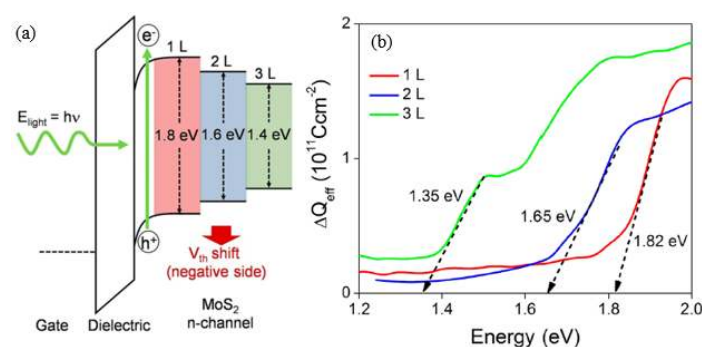 (a)
e-
1 L
2 L
3 L
E_light = hν
1.8 eV
1.6 eV
1.4 eV
h+
V_th shift
(negative side)
MoS₂
n-channel
Gate
Dielectric
(b)
ΔQ_eff (10¹¹Ccm⁻²)
2
1
0
1 L
2 L
3 L
1.35 eV
1.65 eV
1.82 eV
1.2
1.4
1.6
1.8
2.0
Energy (eV)